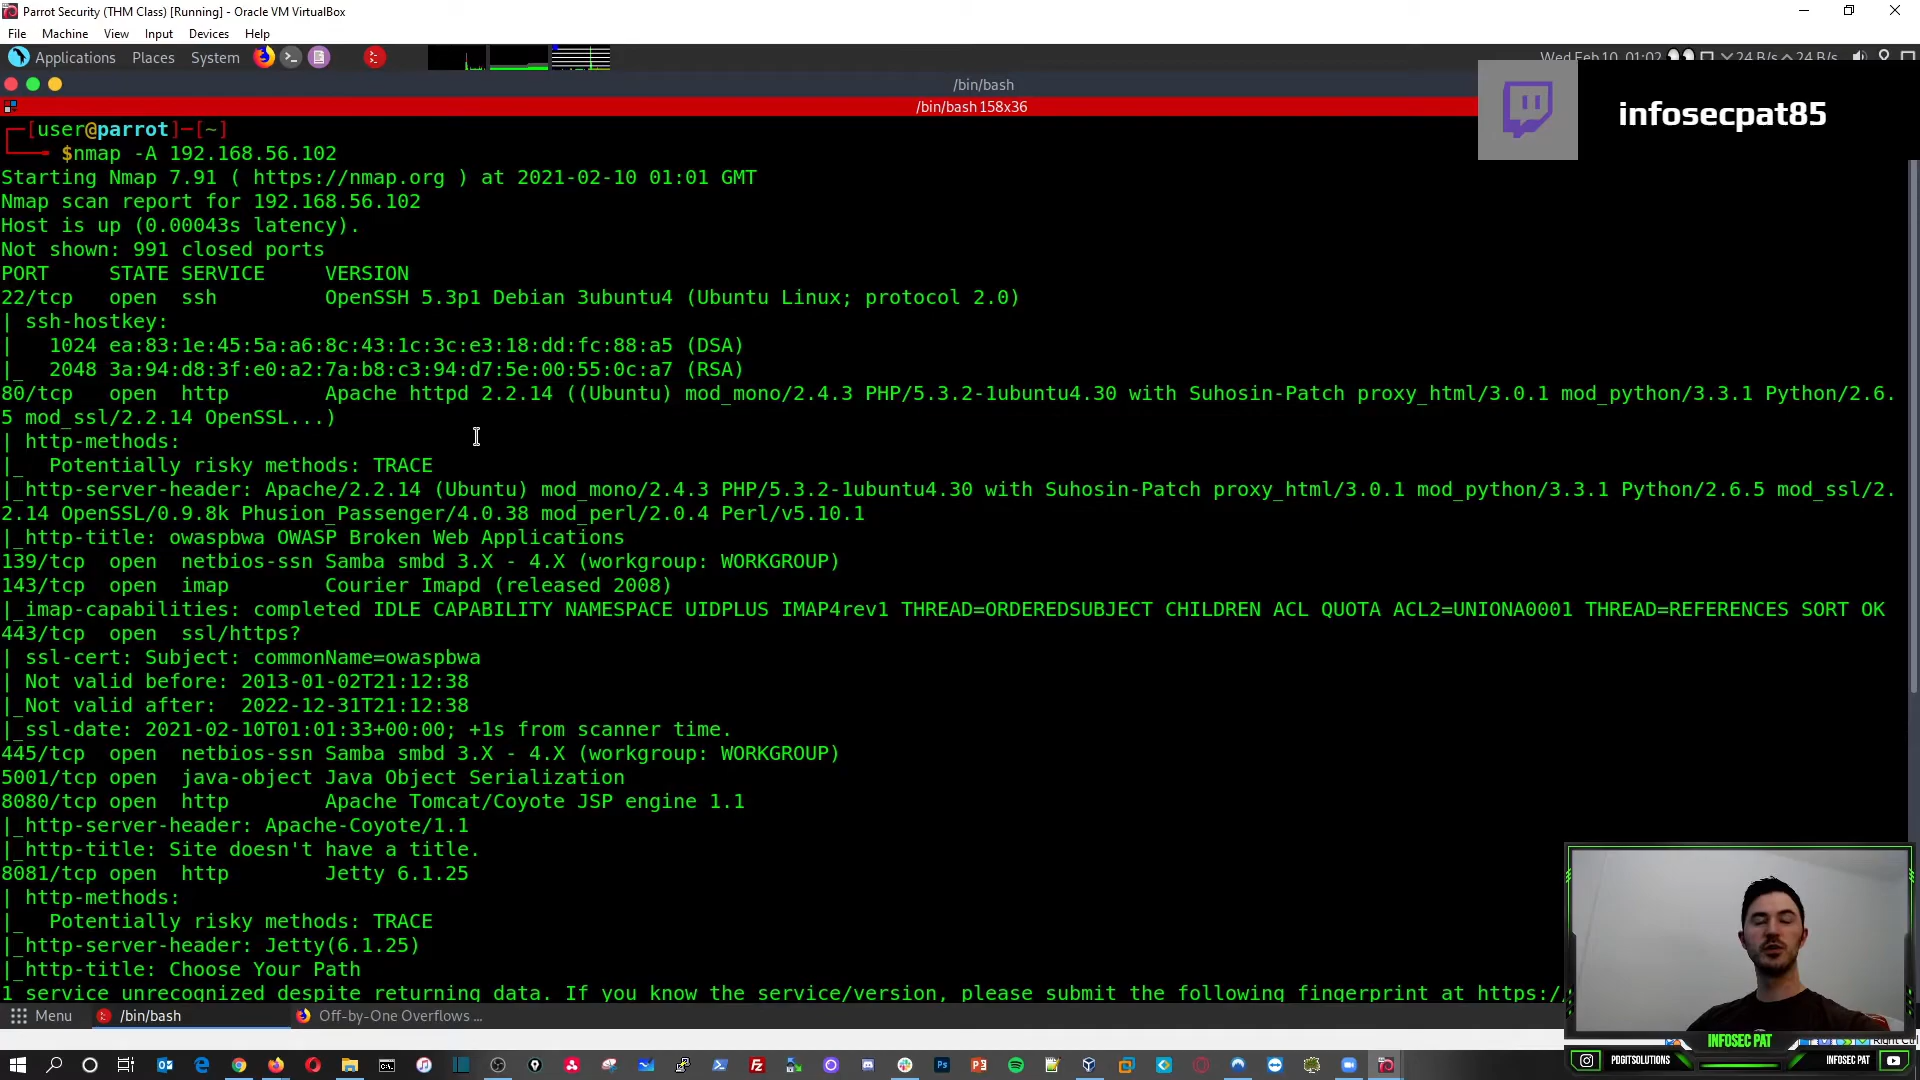 Parrot Security (THM Class) [Running] - Oracle VM VirtualBox
File Machine View Input Devices Help
Applications Places System Wed Feb 10, 01:02 24 B/s 24 B/s
/bin/bash
/bin/bash 158x36
infosecpat85
[user@parrot]-[~]
$nmap -A 192.168.56.102
Starting Nmap 7.91 ( https://nmap.org ) at 2021-02-10 01:01 GMT
Nmap scan report for 192.168.56.102
Host is up (0.00043s latency).
Not shown: 991 closed ports
PORT STATE SERVICE VERSION
22/tcp open ssh OpenSSH 5.3p1 Debian 3ubuntu4 (Ubuntu Linux; protocol 2.0)
| ssh-hostkey:
| 1024 ea:83:1e:45:5a:a6:8c:43:1c:3c:e3:18:dd:fc:88:a5 (DSA)
|_ 2048 3a:94:d8:3f:e0:a2:7a:b8:c3:94:d7:5e:00:55:0c:a7 (RSA)
80/tcp open http Apache httpd 2.2.14 ((Ubuntu) mod_mono/2.4.3 PHP/5.3.2-1ubuntu4.30 with Suhosin-Patch proxy_html/3.0.1 mod_python/3.3.1 Python/2.6.
5 mod_ssl/2.2.14 OpenSSL...)
| http-methods:
|_ Potentially risky methods: TRACE
|_http-server-header: Apache/2.2.14 (Ubuntu) mod_mono/2.4.3 PHP/5.3.2-1ubuntu4.30 with Suhosin-Patch proxy_html/3.0.1 mod_python/3.3.1 Python/2.6.5 mod_ssl/2.
2.14 OpenSSL/0.9.8k Phusion_Passenger/4.0.38 mod_perl/2.0.4 Perl/v5.10.1
|_http-title: owaspbwa OWASP Broken Web Applications
139/tcp open netbios-ssn Samba smbd 3.X - 4.X (workgroup: WORKGROUP)
143/tcp open imap Courier Imapd (released 2008)
|_imap-capabilities: completed IDLE CAPABILITY NAMESPACE UIDPLUS IMAP4rev1 THREAD=ORDEREDSUBJECT CHILDREN ACL QUOTA ACL2=UNIONA0001 THREAD=REFERENCES SORT OK
443/tcp open ssl/https?
| ssl-cert: Subject: commonName=owaspbwa
| Not valid before: 2013-01-02T21:12:38
|_Not valid after: 2022-12-31T21:12:38
|_ssl-date: 2021-02-10T01:01:33+00:00; +1s from scanner time.
445/tcp open netbios-ssn Samba smbd 3.X - 4.X (workgroup: WORKGROUP)
5001/tcp open java-object Java Object Serialization
8080/tcp open http Apache Tomcat/Coyote JSP engine 1.1
|_http-server-header: Apache-Coyote/1.1
|_http-title: Site doesn't have a title.
8081/tcp open http Jetty 6.1.25
| http-methods:
|_ Potentially risky methods: TRACE
|_http-server-header: Jetty(6.1.25)
|_http-title: Choose Your Path
1 service unrecognized despite returning data. If you know the service/version, please submit the following fingerprint at https:/
Menu /bin/bash Off-by-One Overflows ...
INFOSEC PAT
PDGITSOLUTIONS INFOSEC PAT